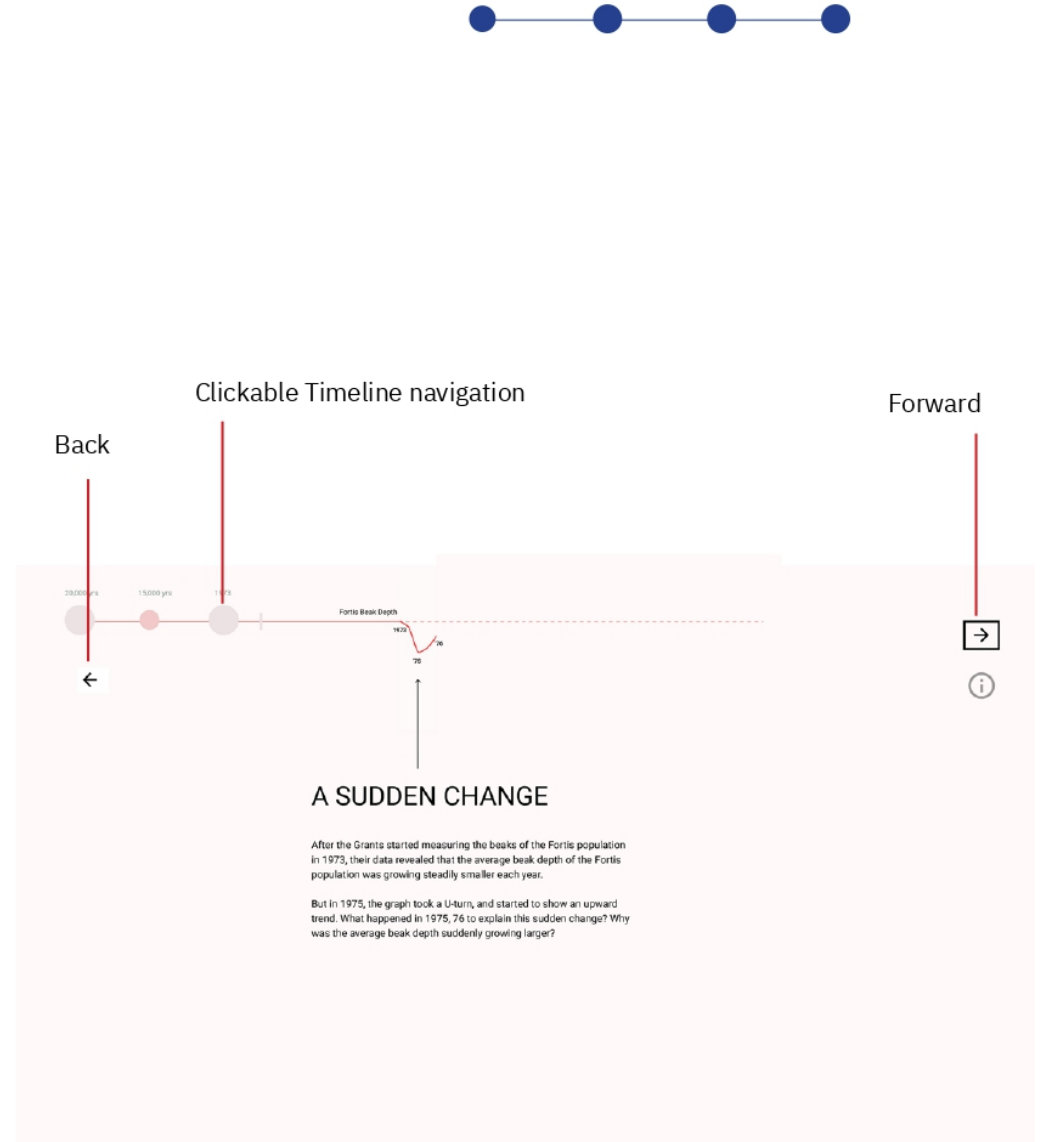 Clickable Timeline navigation
Forward
Back
20,000 yrs
15,000 yrs
1973
Fortis Beak Depth
1973
'76
'76
A SUDDEN CHANGE
After the Grants started measuring the beaks of the Fortis population
in 1973, their data revealed that the average beak depth of the Fortis
population was growing steadily smaller each year.
But in 1975, the graph took a U-turn, and started to show an upward
trend. What happened in 1975, 76 to explain this sudden change? Why
was the average beak depth suddenly growing larger?